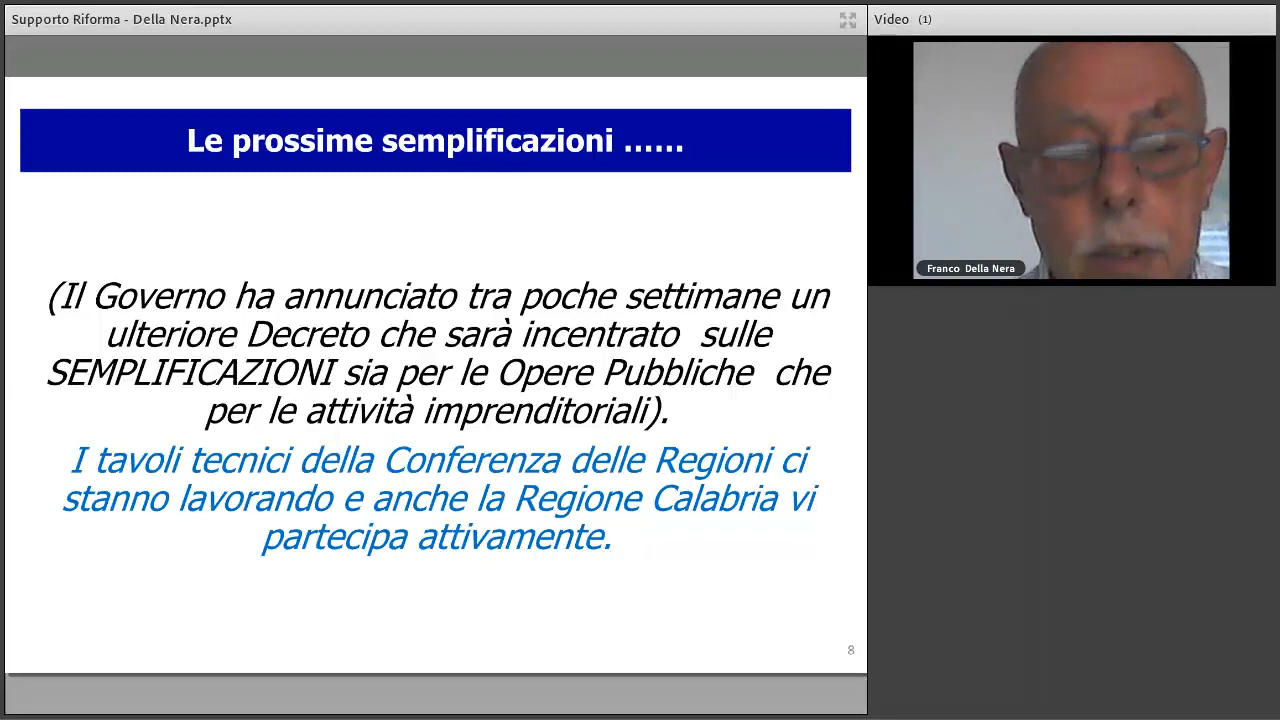 Supporto Riforma - Della Nera.pptx
Video (1)
Le prossime semplificazioni ......
(Il Governo ha annunciato tra poche settimane un
ulteriore Decreto che sarà incentrato sulle
SEMPLIFICAZIONI sia per le Opere Pubbliche che
per le attività imprenditoriali).
I tavoli tecnici della Conferenza delle Regioni ci
stanno lavorando e anche la Regione Calabria vi
partecipa attivamente.
8
Franco Della Nera